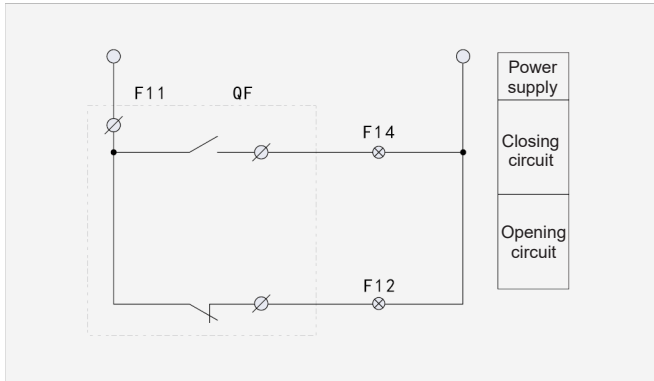 F11
QF
F14
F12
Power
supply
Closing
circuit
Opening
circuit